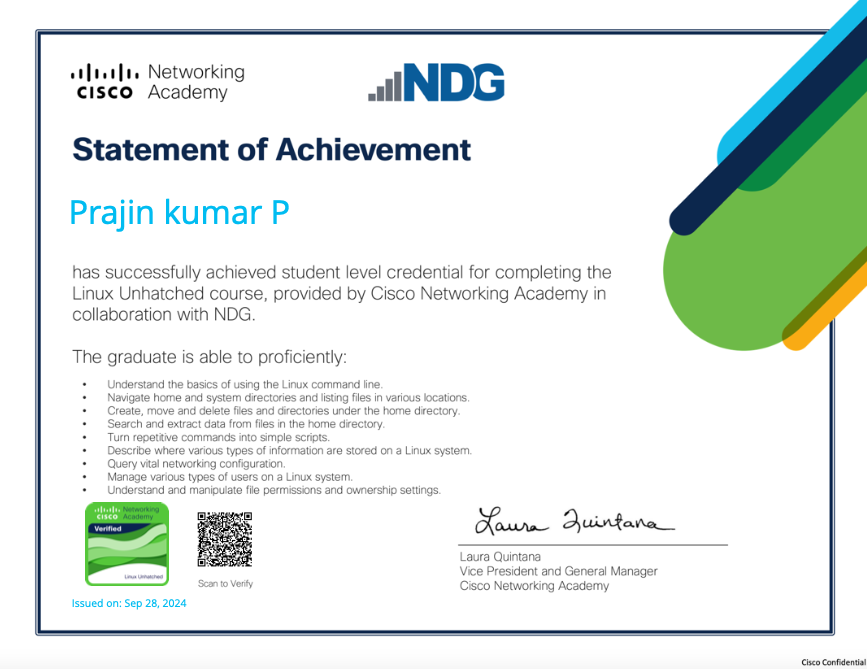 Networking
CISCO Academy
NDG
Statement of Achievement
Prajin kumar P
has successfully achieved student level credential for completing the
Linux Unhatched course, provided by Cisco Networking Academy in
collaboration with NDG.
The graduate is able to proficiently:
• Understand the basics of using the Linux command line.
• Navigate home and system directories and listing files in various locations.
• Create, move and delete files and directories under the home directory.
• Search and extract data from files in the home directory.
• Turn repetitive commands into simple scripts.
• Describe where various types of information are stored on a Linux system.
• Query vital networking configuration.
• Manage various types of users on a Linux system.
• Understand and manipulate file permissions and ownership settings.
Networking
CISCO Academy
Verified
Linux Unhatched
Scan to Verify
Issued on: Sep 28, 2024
Laura Quintana
Laura Quintana
Vice President and General Manager
Cisco Networking Academy
Cisco Confidential